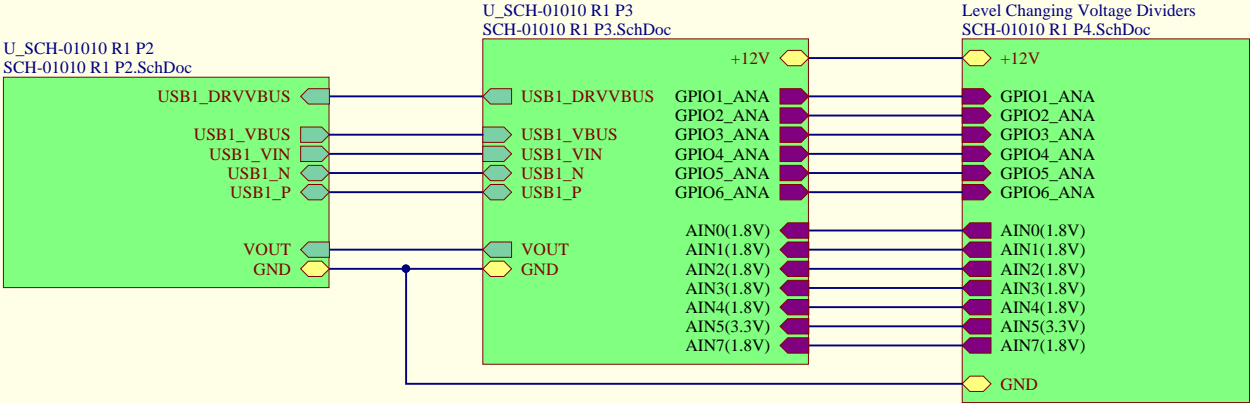 U_SCH-01010 R1 P2
SCH-01010 R1 P2.SchDoc
USB1_DRVVBUS
USB1_VBUS
USB1_VIN
USB1_N
USB1_P
VOUT
GND
U_SCH-01010 R1 P3
SCH-01010 R1 P3.SchDoc
USB1_DRVVBUS
USB1_VBUS
USB1_VIN
USB1_N
USB1_P
VOUT
GND
+12V
GPIO1_ANA
GPIO2_ANA
GPIO3_ANA
GPIO4_ANA
GPIO5_ANA
GPIO6_ANA
AIN0(1.8V)
AIN1(1.8V)
AIN2(1.8V)
AIN3(1.8V)
AIN4(1.8V)
AIN5(3.3V)
AIN7(1.8V)
Level Changing Voltage Dividers
SCH-01010 R1 P4.SchDoc
+12V
GPIO1_ANA
GPIO2_ANA
GPIO3_ANA
GPIO4_ANA
GPIO5_ANA
GPIO6_ANA
AIN0(1.8V)
AIN1(1.8V)
AIN2(1.8V)
AIN3(1.8V)
AIN4(1.8V)
AIN5(3.3V)
AIN7(1.8V)
GND